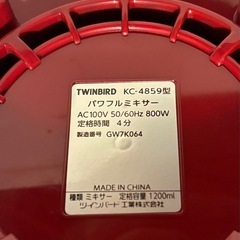 TWINBIRD KC-4859型
パワフルミキサー
AC100V 50/60Hz 800W
定格時間 4分
製造番号 GW7K064
MADE IN CHINA
種類 ミキサー 定格容量 1200ml
ツインバード工業株式会社